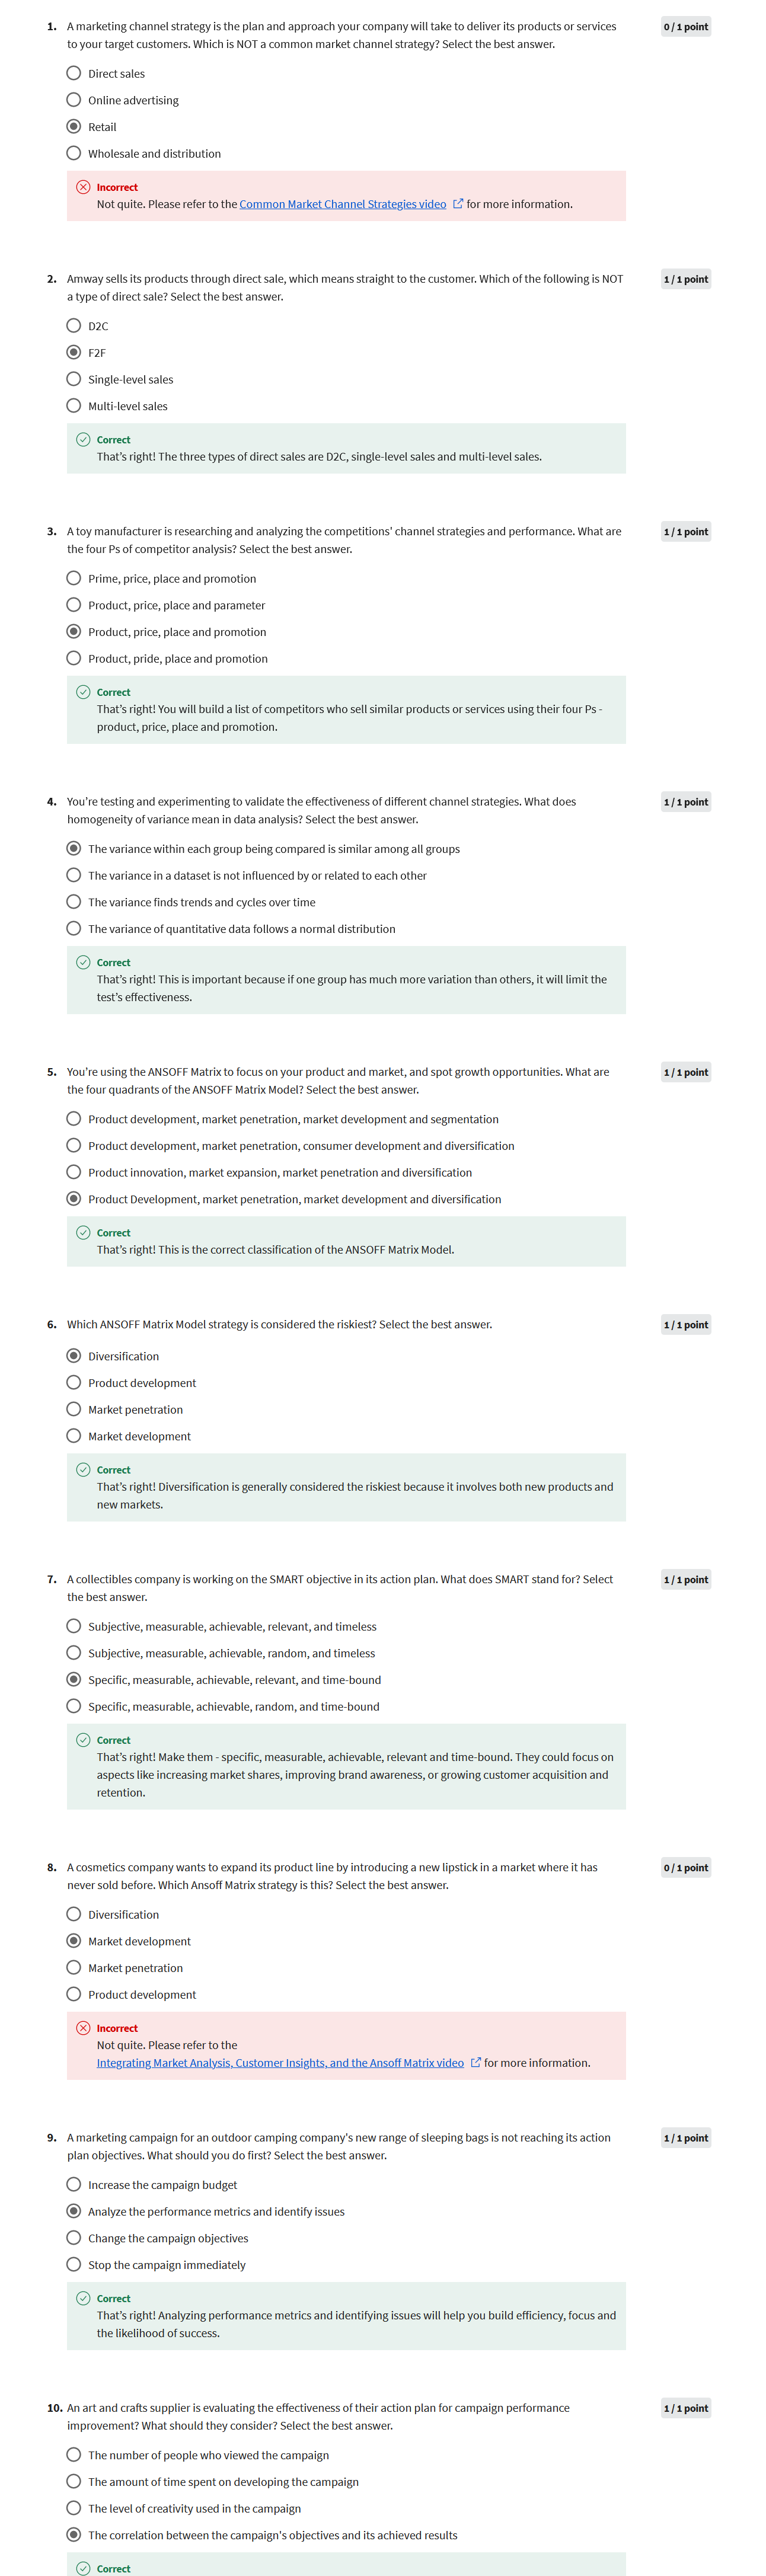 1. A marketing channel strategy is the plan and approach your company will take to deliver its products or services
0 / 1 point
to your target customers. Which is NOT a common market channel strategy? Select the best answer.
Direct sales
Online advertising
Retail
Wholesale and distribution
Incorrect
Not quite. Please refer to the Common Market Channel Strategies video for more information.
2. Amway sells its products through direct sale, which means straight to the customer. Which of the following is NOT
1 / 1 point
a type of direct sale? Select the best answer.
D2C
F2F
Single-level sales
Multi-level sales
Correct
That's right! The three types of direct sales are D2C, single-level sales and multi-level sales.
3. A toy manufacturer is researching and analyzing the competitions' channel strategies and performance. What are
1 / 1 point
the four Ps of competitor analysis? Select the best answer.
Prime, price, place and promotion
Product, price, place and parameter
Product, price, place and promotion
Product, pride, place and promotion
Correct
That's right! You will build a list of competitors who sell similar products or services using their four Ps -
product, price, place and promotion.
4. You're testing and experimenting to validate the effectiveness of different channel strategies. What does
1 / 1 point
homogeneity of variance mean in data analysis? Select the best answer.
The variance within each group being compared is similar among all groups
The variance in a dataset is not influenced by or related to each other
The variance finds trends and cycles over time
The variance of quantitative data follows a normal distribution
Correct
That's right! This is important because if one group has much more variation than others, it will limit the
test's effectiveness.
5. You're using the ANSOFF Matrix to focus on your product and market, and spot growth opportunities. What are
1 / 1 point
the four quadrants of the ANSOFF Matrix Model? Select the best answer.
Product development, market penetration, market development and segmentation
Product development, market penetration, consumer development and diversification
Product innovation, market expansion, market penetration and diversification
Product Development, market penetration, market development and diversification
Correct
That's right! This is the correct classification of the ANSOFF Matrix Model.
6. Which ANSOFF Matrix Model strategy is considered the riskiest? Select the best answer.
1 / 1 point
Diversification
Product development
Market penetration
Market development
Correct
That's right! Diversification is generally considered the riskiest because it involves both new products and
new markets.
7. A collectibles company is working on the SMART objective in its action plan. What does SMART stand for? Select
1 / 1 point
the best answer.
Subjective, measurable, achievable, relevant, and timeless
Subjective, measurable, achievable, random, and timeless
Specific, measurable, achievable, relevant, and time-bound
Specific, measurable, achievable, random, and time-bound
Correct
That's right! Make them - specific, measurable, achievable, relevant and time-bound. They could focus on
aspects like increasing market shares, improving brand awareness, or growing customer acquisition and
retention.
8. A cosmetics company wants to expand its product line by introducing a new lipstick in a market where it has
0 / 1 point
never sold before. Which Ansoff Matrix strategy is this? Select the best answer.
Diversification
Market development
Market penetration
Product development
Incorrect
Not quite. Please refer to the
Integrating Market Analysis, Customer Insights, and the Ansoff Matrix video for more information.
9. A marketing campaign for an outdoor camping company's new range of sleeping bags is not reaching its action
1 / 1 point
plan objectives. What should you do first? Select the best answer.
Increase the campaign budget
Analyze the performance metrics and identify issues
Change the campaign objectives
Stop the campaign immediately
Correct
That's right! Analyzing performance metrics and identifying issues will help you build efficiency, focus and
the likelihood of success.
10. An art and crafts supplier is evaluating the effectiveness of their action plan for campaign performance
1 / 1 point
improvement? What should they consider? Select the best answer.
The number of people who viewed the campaign
The amount of time spent on developing the campaign
The level of creativity used in the campaign
The correlation between the campaign's objectives and its achieved results
Correct